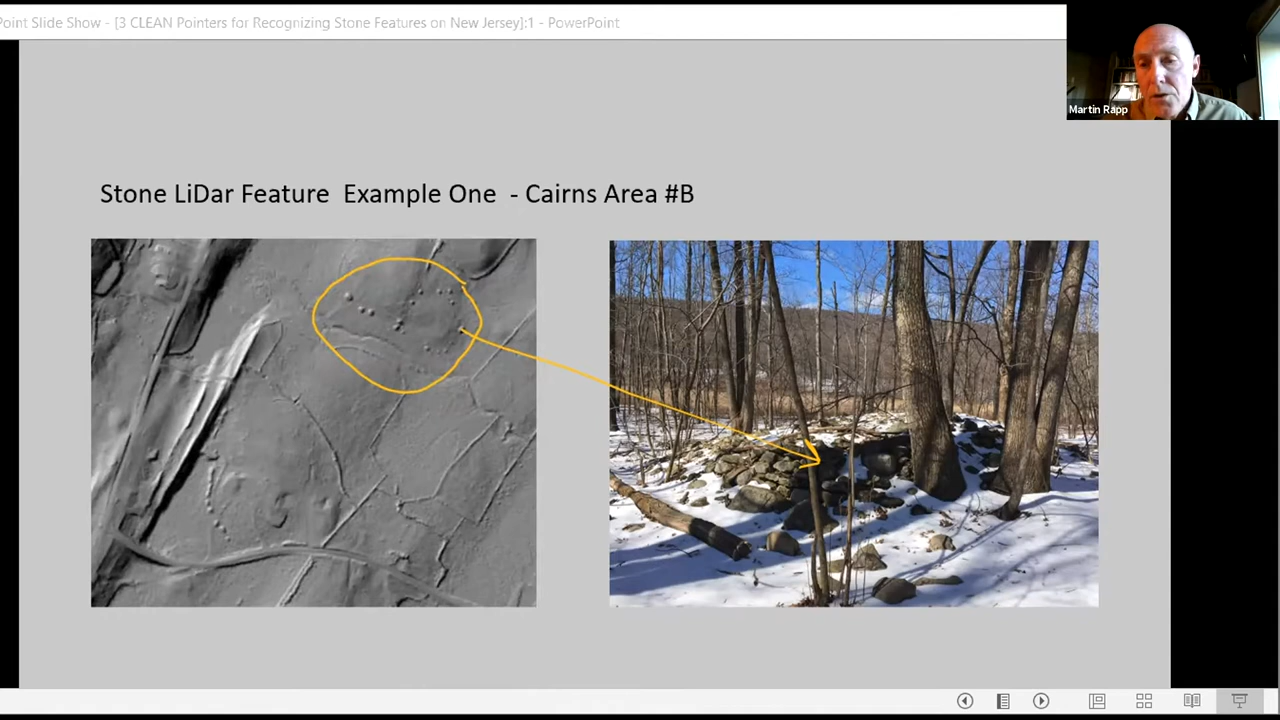 Point Slide Show - [3 CLEAN Pointers for Recognizing Stone Features on New Jersey]:1 - PowerPoint
Martin Rapp
Stone LiDar Feature Example One - Cairns Area #B